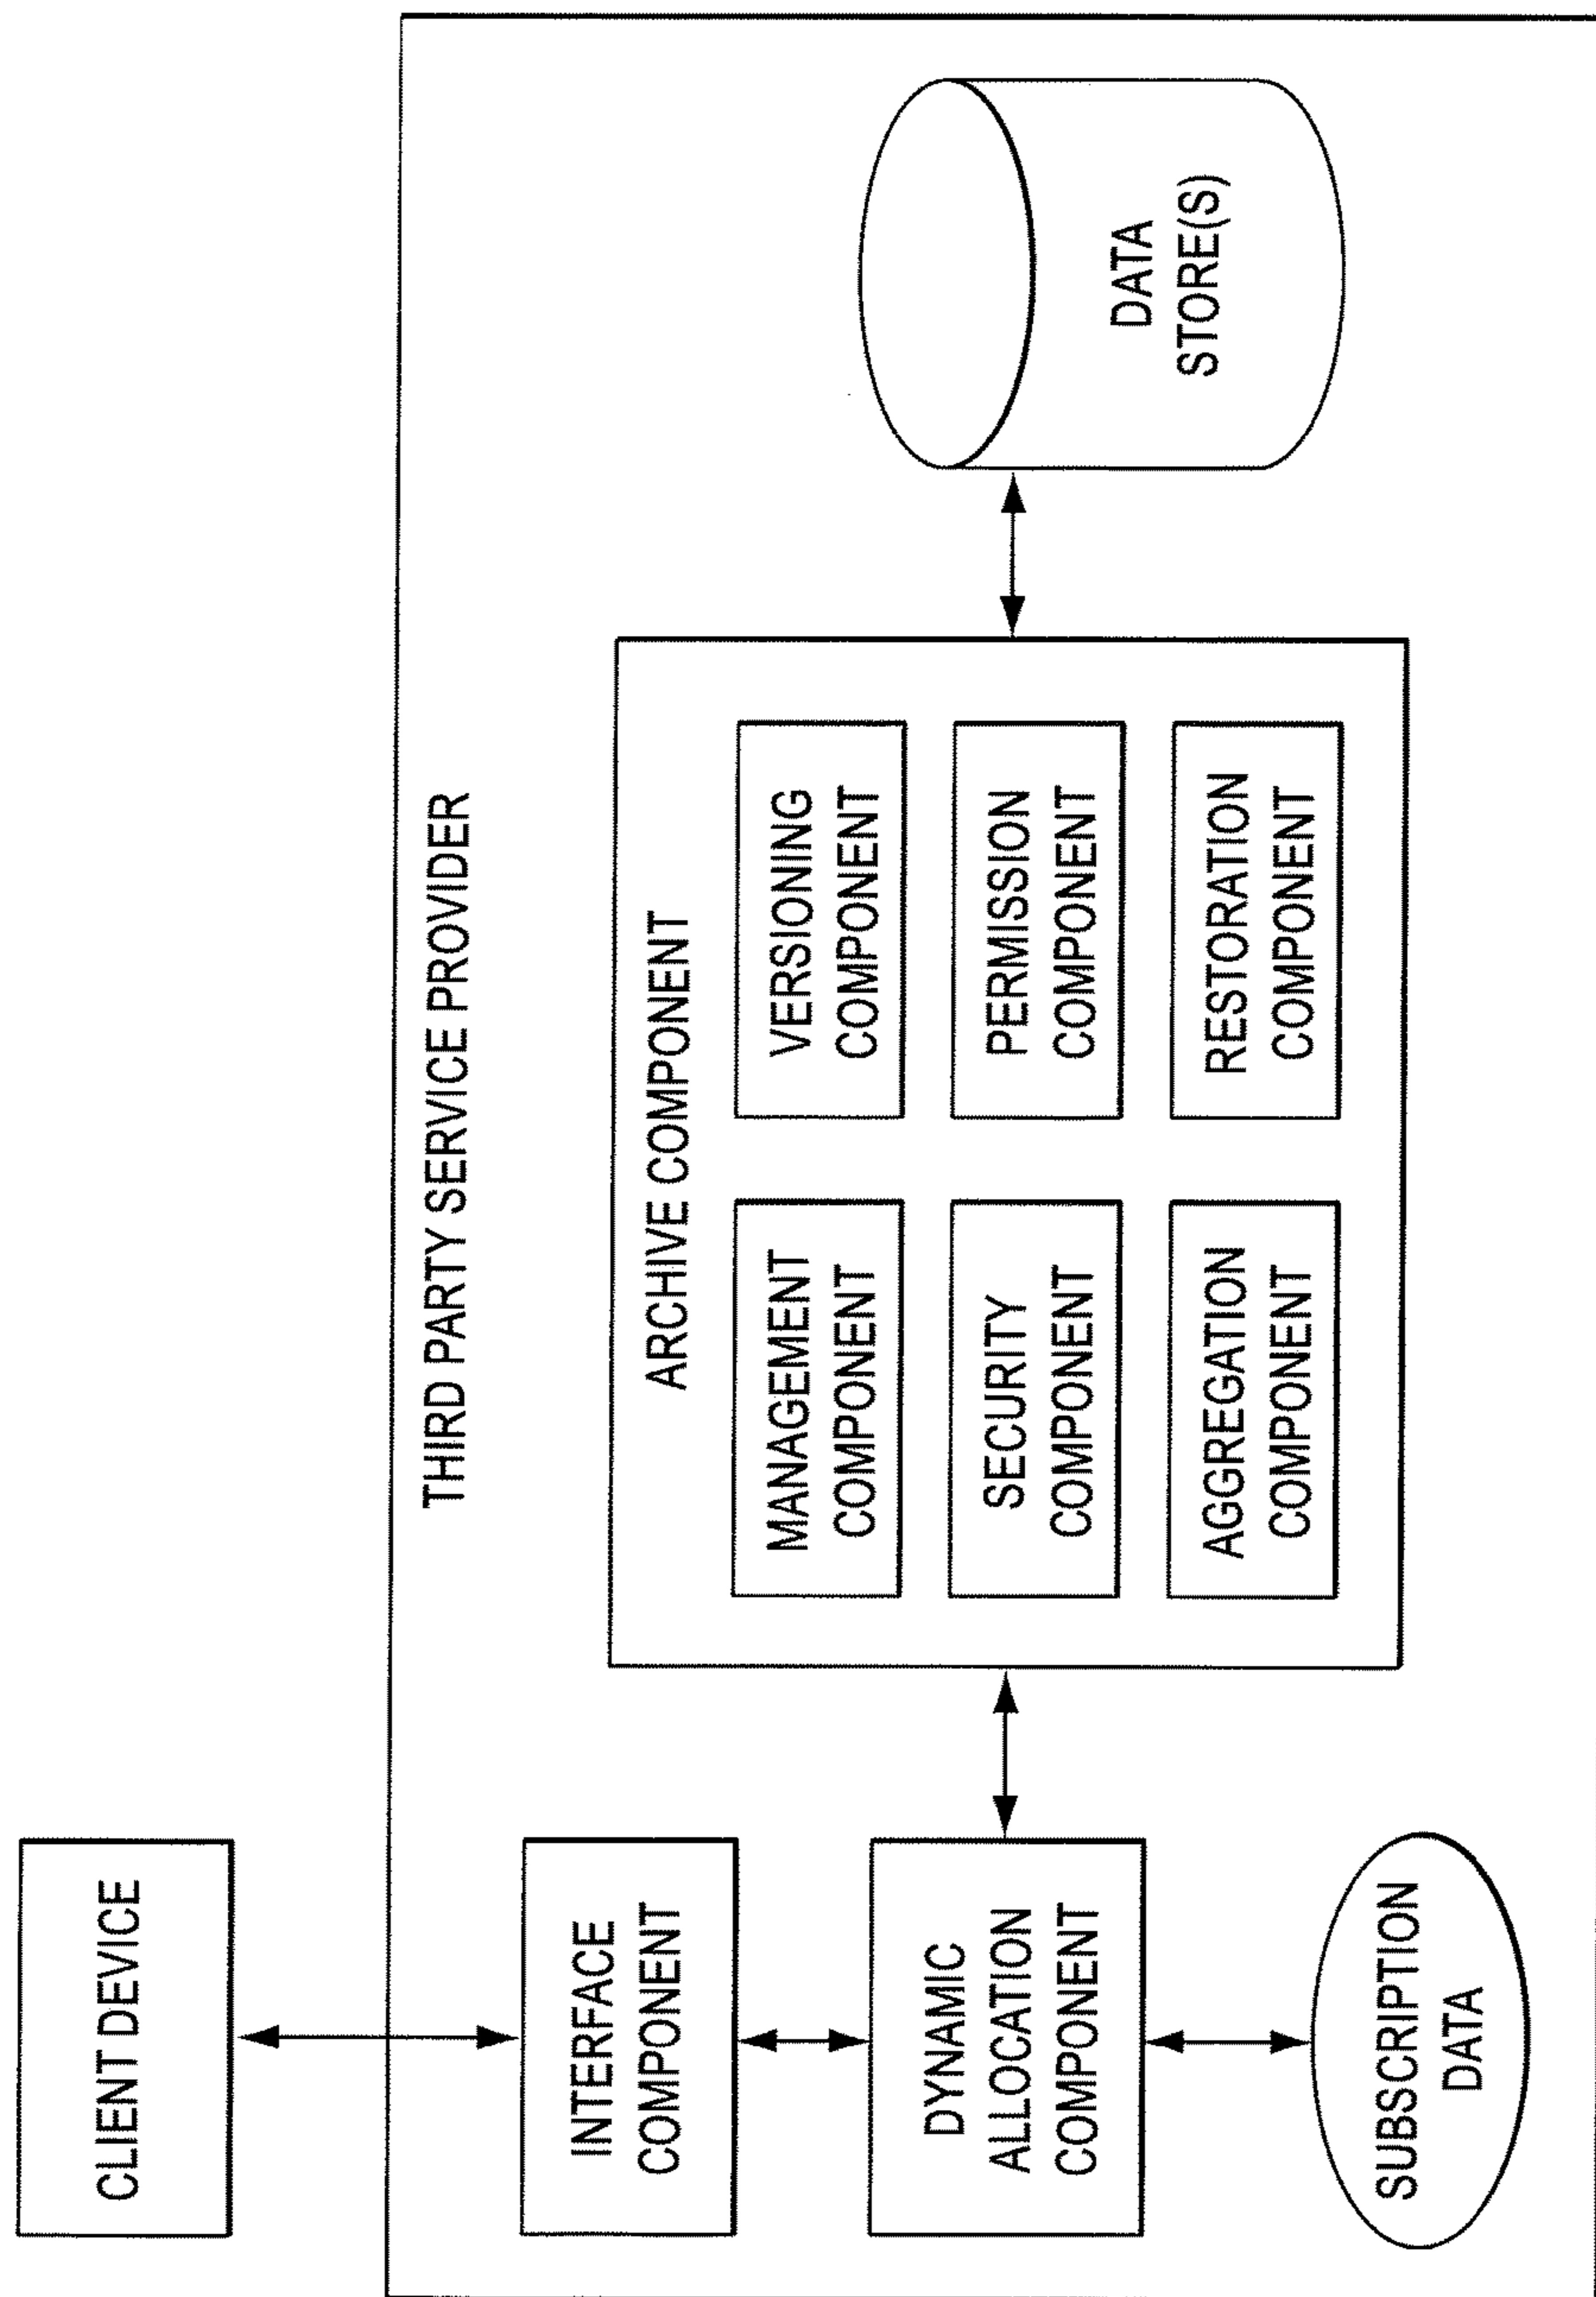 CLIENT DEVICE
THIRD PARTY SERVICE PROVIDER
INTERFACE
COMPONENT
DYNAMIC
ALLOCATION
COMPONENT
SUBSCRIPTION
DATA
ARCHIVE COMPONENT
MANAGEMENT
COMPONENT
VERSIONING
COMPONENT
SECURITY
COMPONENT
PERMISSION
COMPONENT
AGGREGATION
COMPONENT
RESTORATION
COMPONENT
DATA
STORE(S)